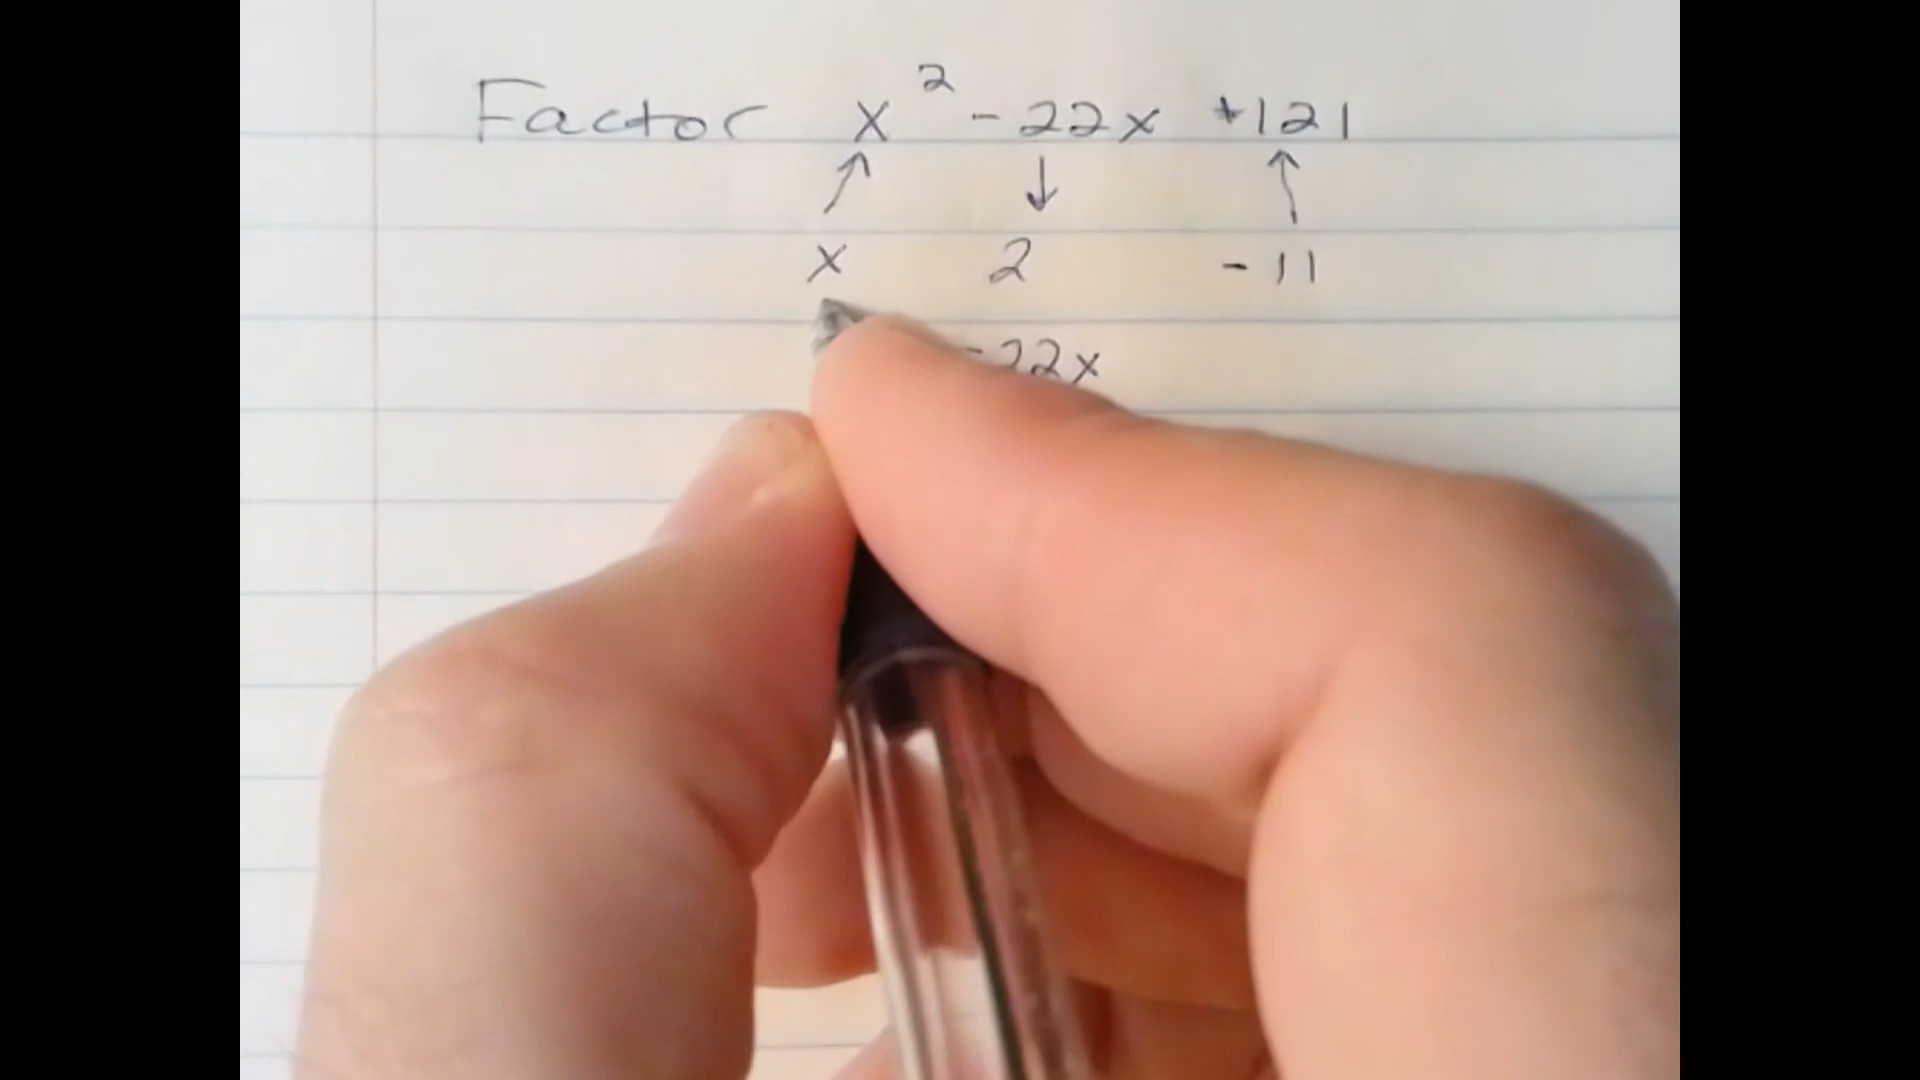 Factor x² -22x +121
↗ ↓ ↑
x 2 -11
-22x